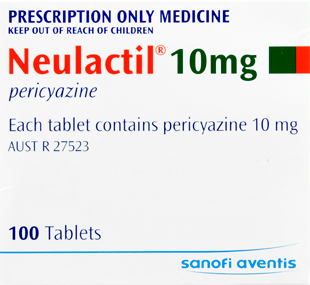 PRESCRIPTION ONLY MEDICINE
KEEP OUT OF REACH OF CHILDREN
Neulactil® 10mg
pericyazine
Each tablet contains pericyazine 10 mg
AUST R 27523
100 Tablets
sanofi aventis